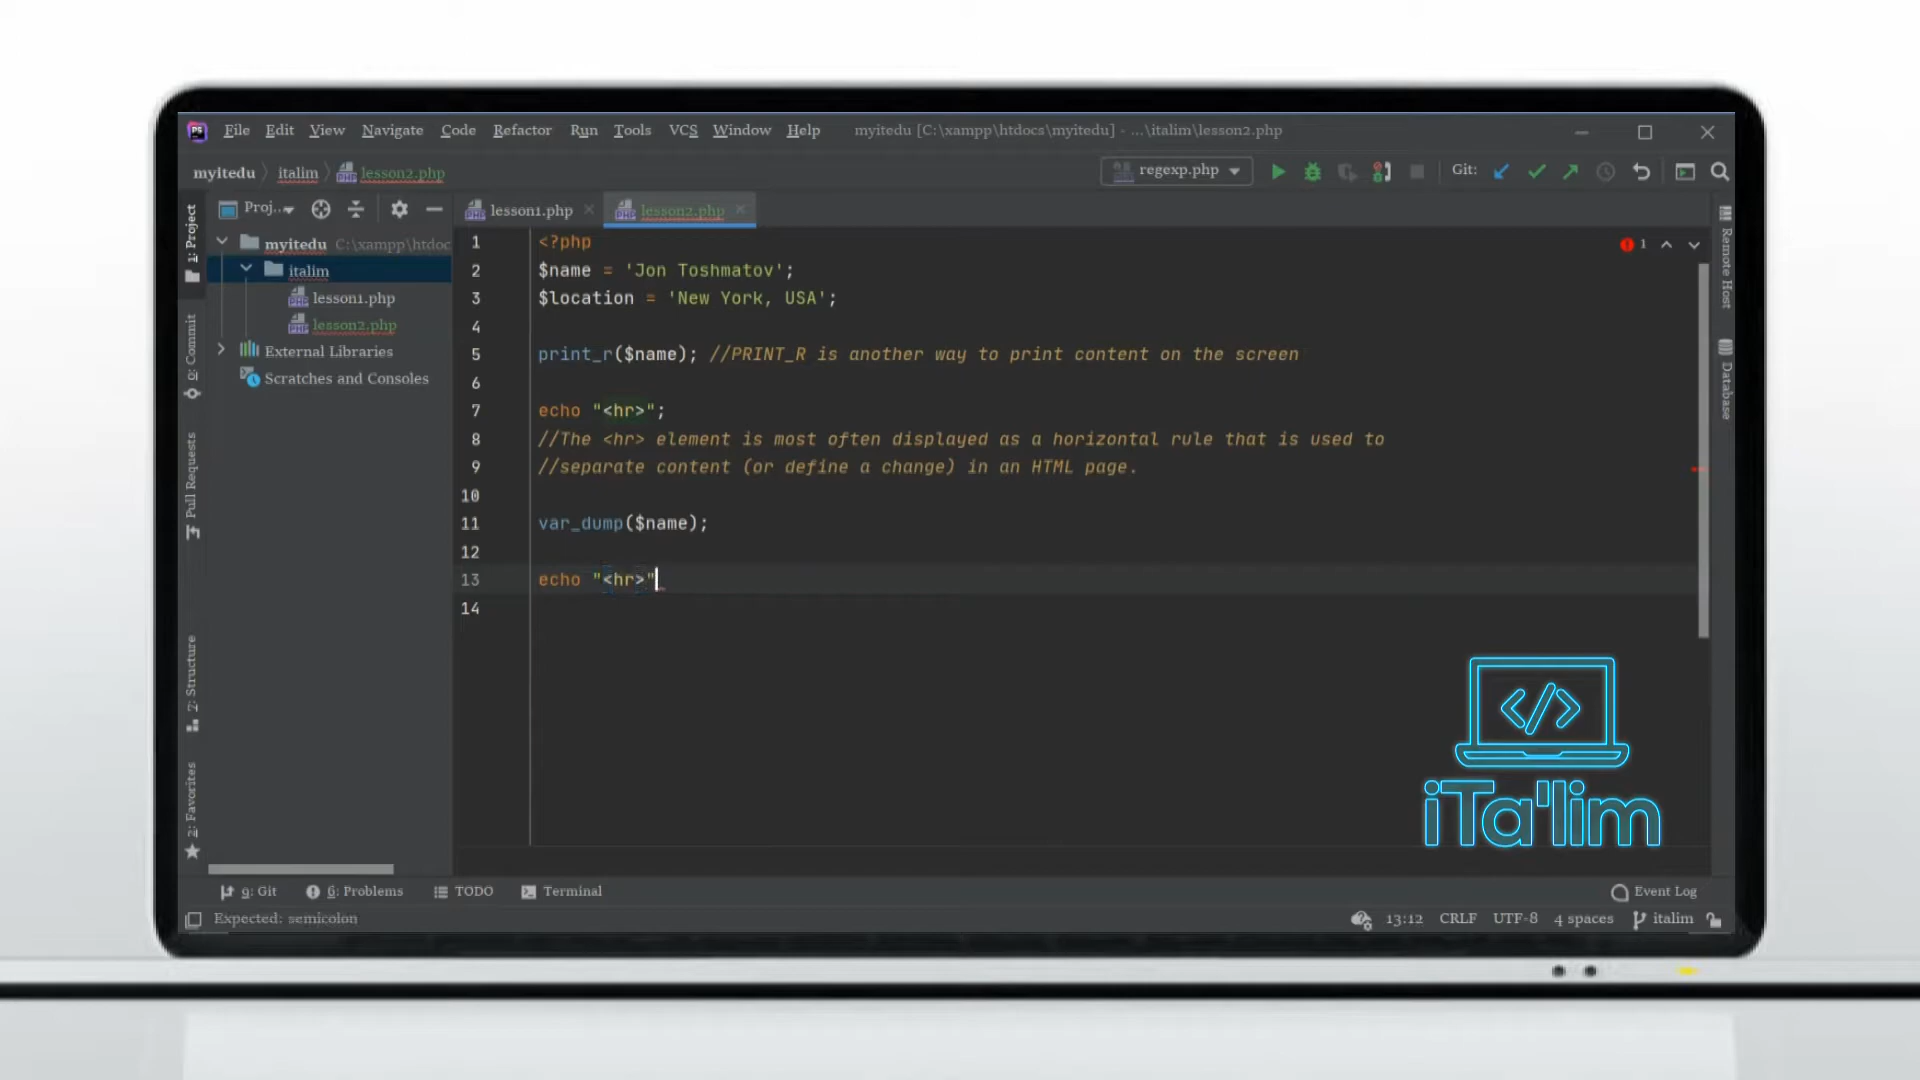 PS File Edit View Navigate Code Refactor Run Tools VCS Window Help myitedu [C:\xampp\htdocs\myitedu] - ...\italim\lesson2.php
myitedu italim lesson2.php regexp.php Git:
Proj... lesson1.php lesson2.php
1: Project
0: Commit
Pull Requests
7: Structure
2: Favorites
myitedu C:\xampp\htdoc
italim
lesson1.php
lesson2.php
External Libraries
Scratches and Consoles
1 <?php
2 $name = 'Jon Toshmatov';
3 $location = 'New York, USA';
4
5 print_r($name); //PRINT_R is another way to print content on the screen
6
7 echo "<hr>";
8 //The <hr> element is most often displayed as a horizontal rule that is used to
9 //separate content (or define a change) in an HTML page.
10
11 var_dump($name);
12
13 echo "<hr>"
14
1
Remote Host
Database
iTa'lim
9: Git 6: Problems TODO Terminal Event Log
Expected: semicolon 13:12 CRLF UTF-8 4 spaces italim